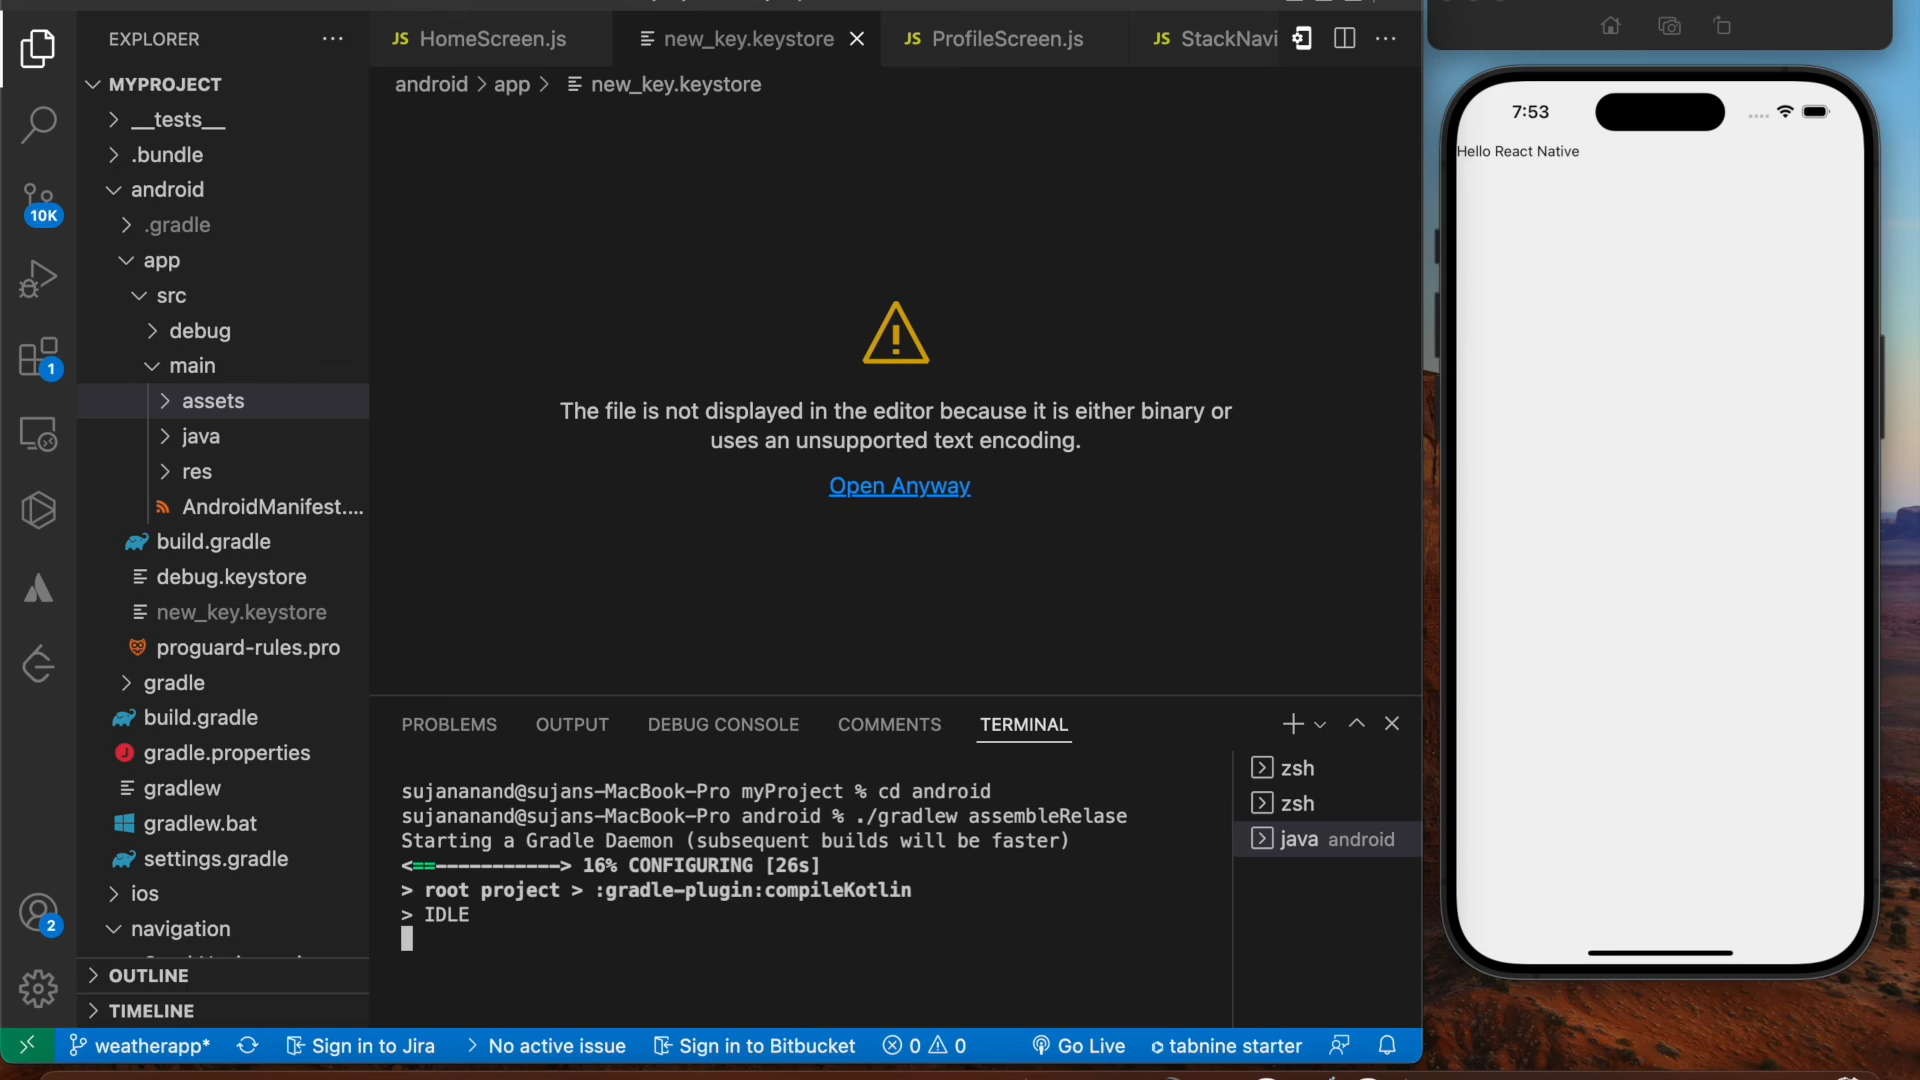 EXPLORER
MYPROJECT
__tests__
.bundle
android
.gradle
app
src
debug
main
assets
java
res
AndroidManifest....
build.gradle
debug.keystore
new_key.keystore
proguard-rules.pro
gradle
build.gradle
gradle.properties
gradlew
gradlew.bat
settings.gradle
ios
navigation
OUTLINE
TIMELINE
10K
1
2
JS HomeScreen.js
new_key.keystore
JS ProfileScreen.js
JS StackNavi
android > app > new_key.keystore
The file is not displayed in the editor because it is either binary or
uses an unsupported text encoding.
Open Anyway
PROBLEMS OUTPUT DEBUG CONSOLE COMMENTS TERMINAL
sujananand@sujans-MacBook-Pro myProject % cd android
sujananand@sujans-MacBook-Pro android % ./gradlew assembleRelase
Starting a Gradle Daemon (subsequent builds will be faster)
<==-----------> 16% CONFIGURING [26s]
> root project > :gradle-plugin:compileKotlin
> IDLE
zsh
zsh
java android
weatherapp* Sign in to Jira No active issue Sign in to Bitbucket 0 0 Go Live tabnine starter
7:53
Hello React Native